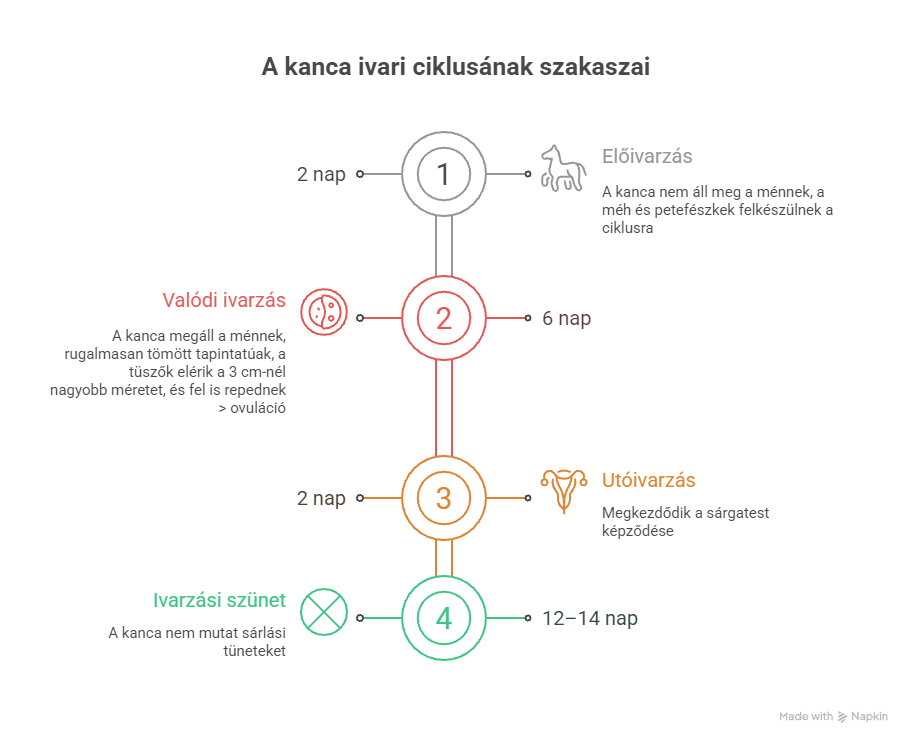 A kanca ivari ciklusának szakaszai
2 nap
1
Előivarzás
A kanca nem áll meg a ménnek, a
méh és petefészkek felkészülnek a
ciklusra
Valódi ivarzás
A kanca megáll a ménnek,
rugalmasan tömött tapintatúak, a
tüszők elérik a 3 cm-nél
nagyobb méretet, és fel is repednek
> ovuláció
2
6 nap
2 nap
3
Utóivarzás
Megkezdődik a sárgatest
képződése
Ivarzási szünet
A kanca nem mutat sárlási
tüneteket
4
12–14 nap
Made with Napkin